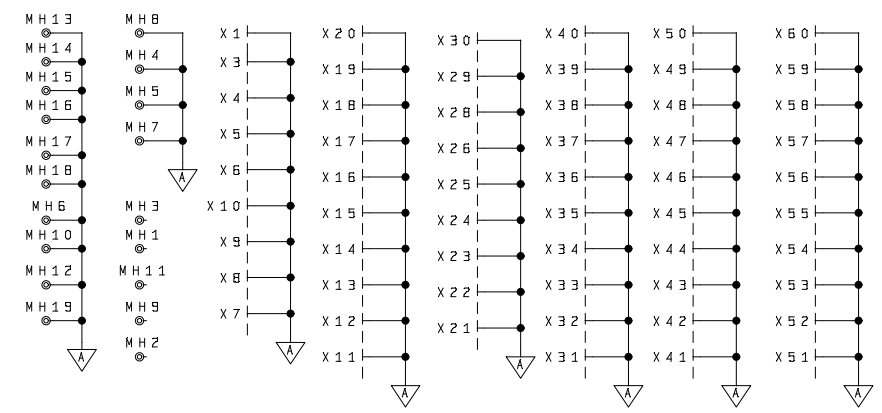 MH13
MH14
MH15
MH16
MH17
MH18
MH6
MH10
MH12
MH19
A
MH8
MH4
MH5
MH7
A
MH3
MH1
MH11
MH9
MH2
X1
X3
X4
X5
X6
X10
X9
X8
X7
A
X20
X19
X18
X17
X16
X15
X14
X13
X12
X11
A
X30
X29
X28
X26
X25
X24
X23
X22
X21
A
X40
X39
X38
X37
X36
X35
X34
X33
X32
X31
A
X50
X49
X48
X47
X46
X45
X44
X43
X42
X41
A
X60
X59
X58
X57
X56
X55
X54
X53
X52
X51
A